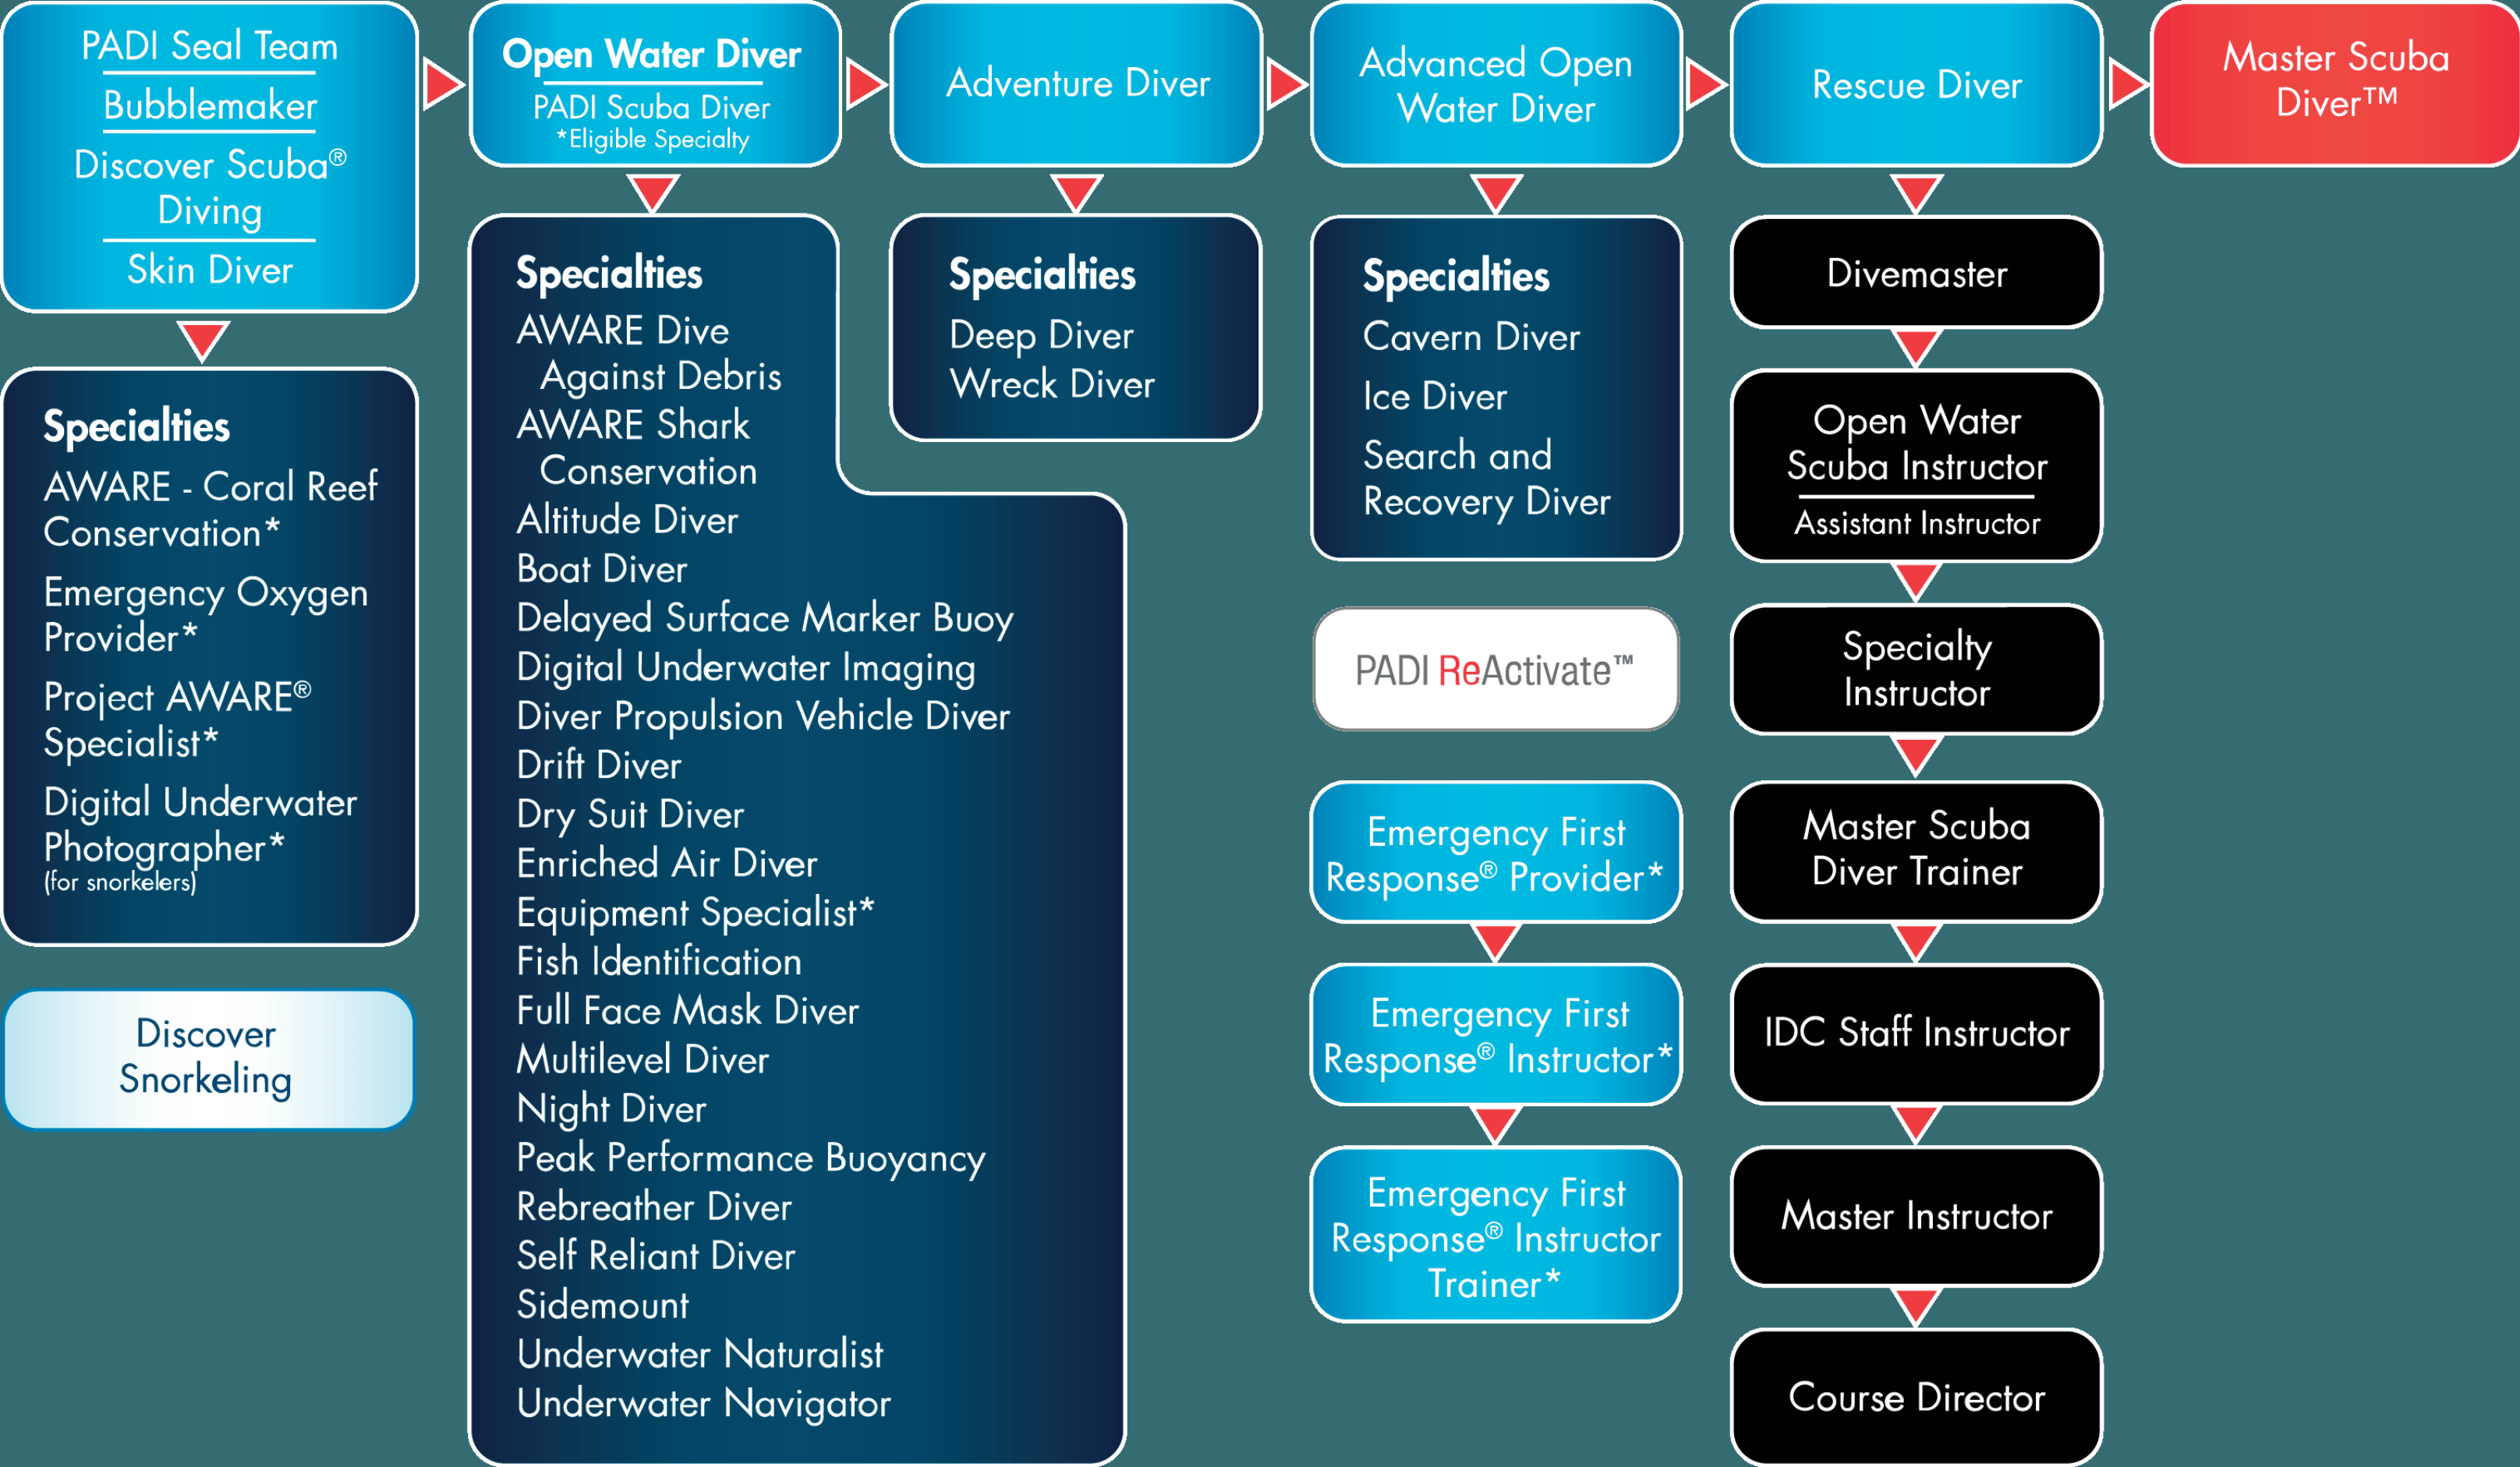 PADI Seal Team
Bubblemaker
Discover Scuba®
Diving
Skin Diver
Specialties
AWARE - Coral Reef
Conservation*
Emergency Oxygen
Provider*
Project AWARE®
Specialist*
Digital Underwater
Photographer*
(for snorkelers)
Discover
Snorkeling
Open Water Diver
PADI Scuba Diver
*Eligible Specialty
Specialties
AWARE Dive
Against Debris
AWARE Shark
Conservation
Altitude Diver
Boat Diver
Delayed Surface Marker Buoy
Digital Underwater Imaging
Diver Propulsion Vehicle Diver
Drift Diver
Dry Suit Diver
Enriched Air Diver
Equipment Specialist*
Fish Identification
Full Face Mask Diver
Multilevel Diver
Night Diver
Peak Performance Buoyancy
Rebreather Diver
Self Reliant Diver
Sidemount
Underwater Naturalist
Underwater Navigator
Adventure Diver
Specialties
Deep Diver
Wreck Diver
Advanced Open
Water Diver
Specialties
Cavern Diver
Ice Diver
Search and
Recovery Diver
PADI ReActivate™
Emergency First
Response® Provider*
Emergency First
Response® Instructor*
Emergency First
Response® Instructor
Trainer*
Rescue Diver
Divemaster
Open Water
Scuba Instructor
Assistant Instructor
Specialty
Instructor
Master Scuba
Diver Trainer
IDC Staff Instructor
Master Instructor
Course Director
Master Scuba
Diver™